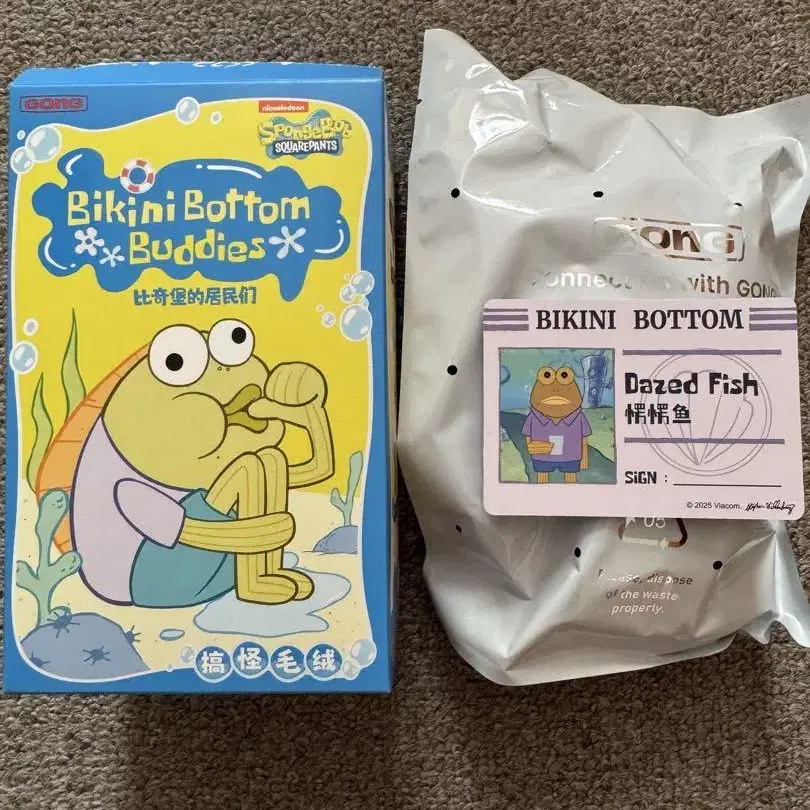 GONG
nickelodeon
SpongeBob
SQUAREPANTS
Bikini Bottom
Buddies
比奇堡的居民们
搞怪毛绒
GONG
with GONG
BIKINI BOTTOM
Dazed Fish
愣愣鱼
SiGN :
© 2025 Viacom.
05
dispose
of the waste
properly.